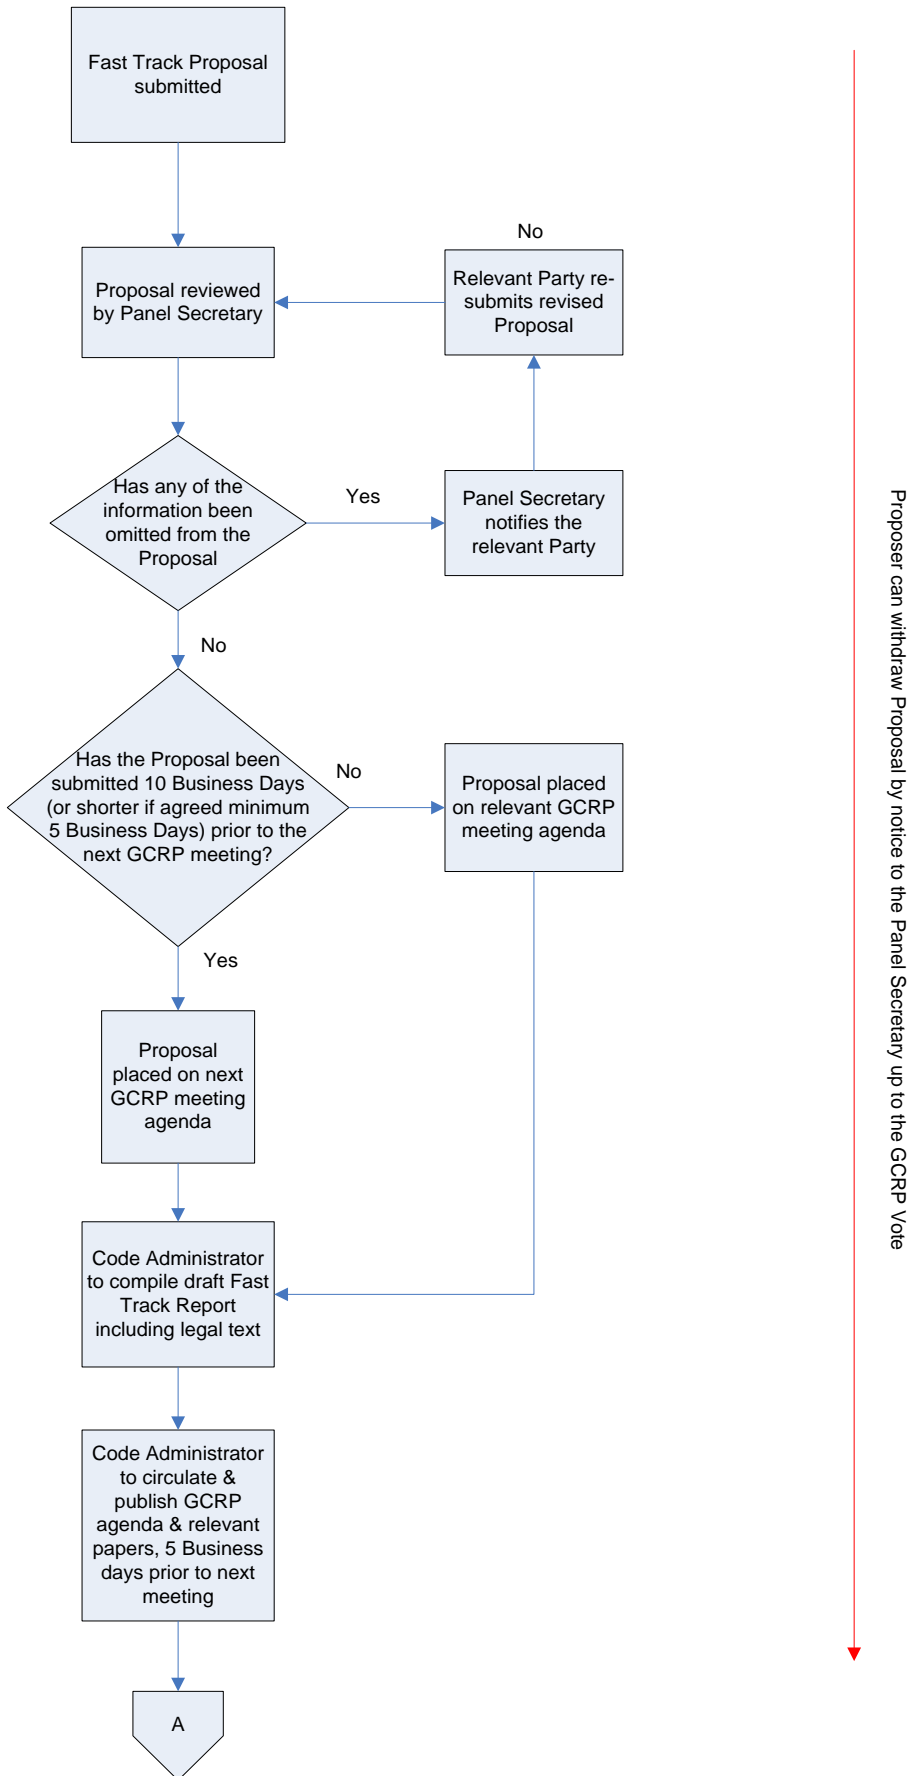 Fast Track Proposal
submitted
No
Proposal reviewed
by Panel Secretary
Relevant Party re-
submits revised
Proposal
Has any of the
information been
omitted from the
Proposal
Yes
Panel Secretary
notifies the
relevant Party
No
Has the Proposal been
submitted 10 Business Days
(or shorter if agreed minimum
5 Business Days) prior to the
next GCRP meeting?
No
Proposal placed
on relevant GCRP
meeting agenda
Yes
Proposal
placed on next
GCRP meeting
agenda
Code Administrator
to compile draft Fast
Track Report
including legal text
Code Administrator
to circulate &
publish GCRP
agenda & relevant
papers, 5 Business
days prior to next
meeting
A
Proposer can withdraw Proposal by notice to the Panel Secretary up to the GCRP Vote